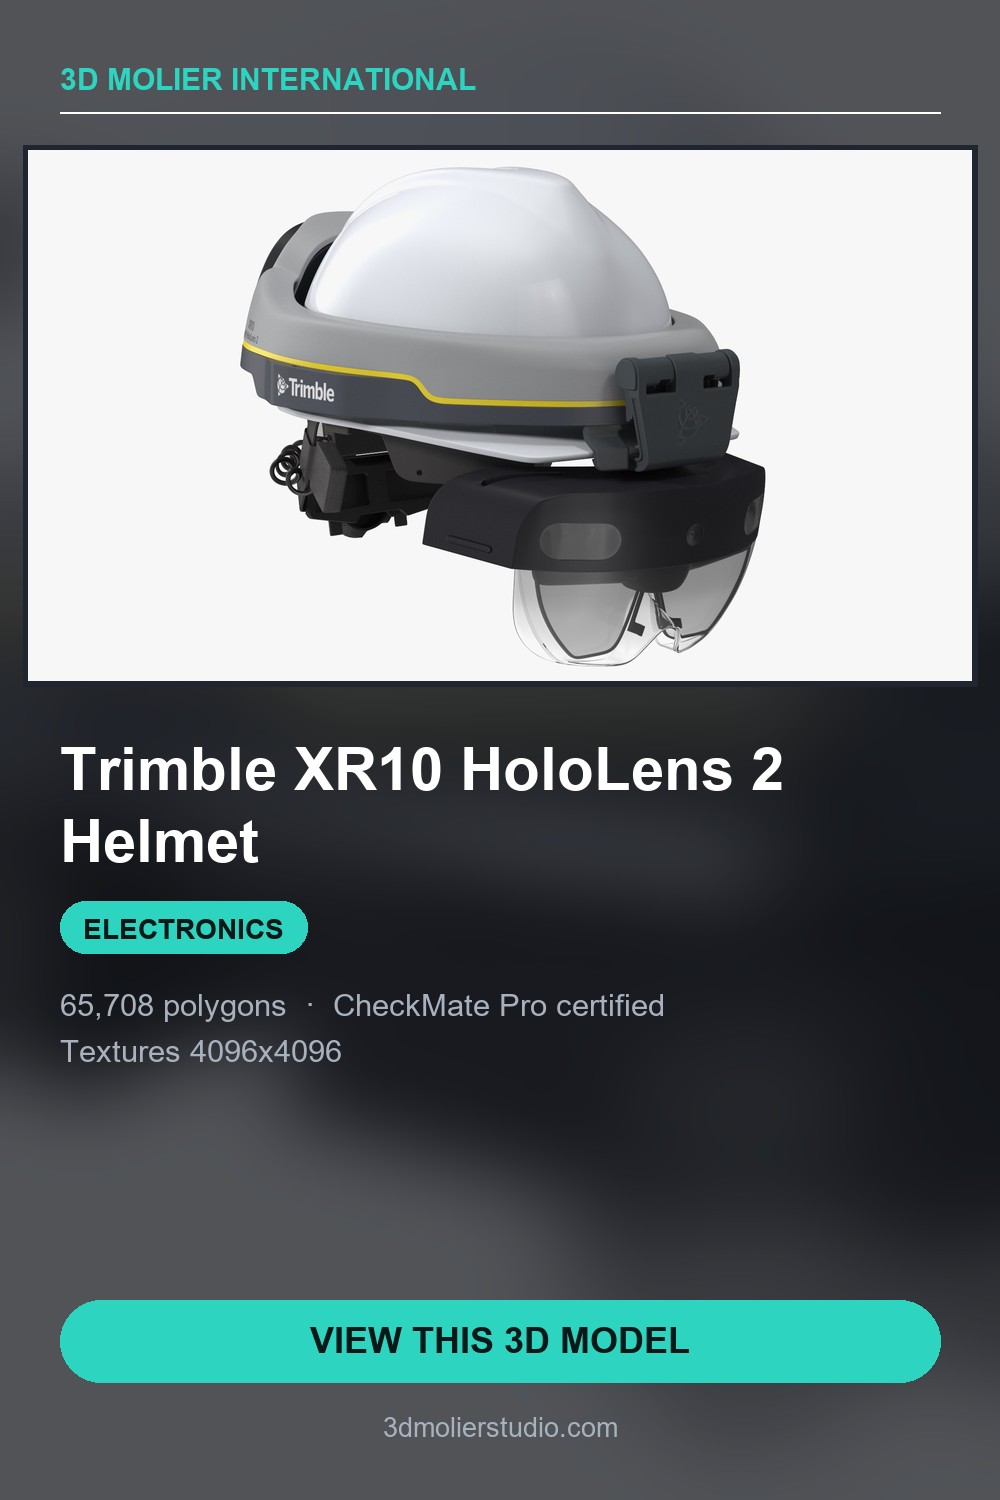 3D MOLIER INTERNATIONAL
Trimble
Trimble XR10 HoloLens 2
Helmet
ELECTRONICS
65,708 polygons · CheckMate Pro certified
Textures 4096x4096
VIEW THIS 3D MODEL
3dmolierstudio.com